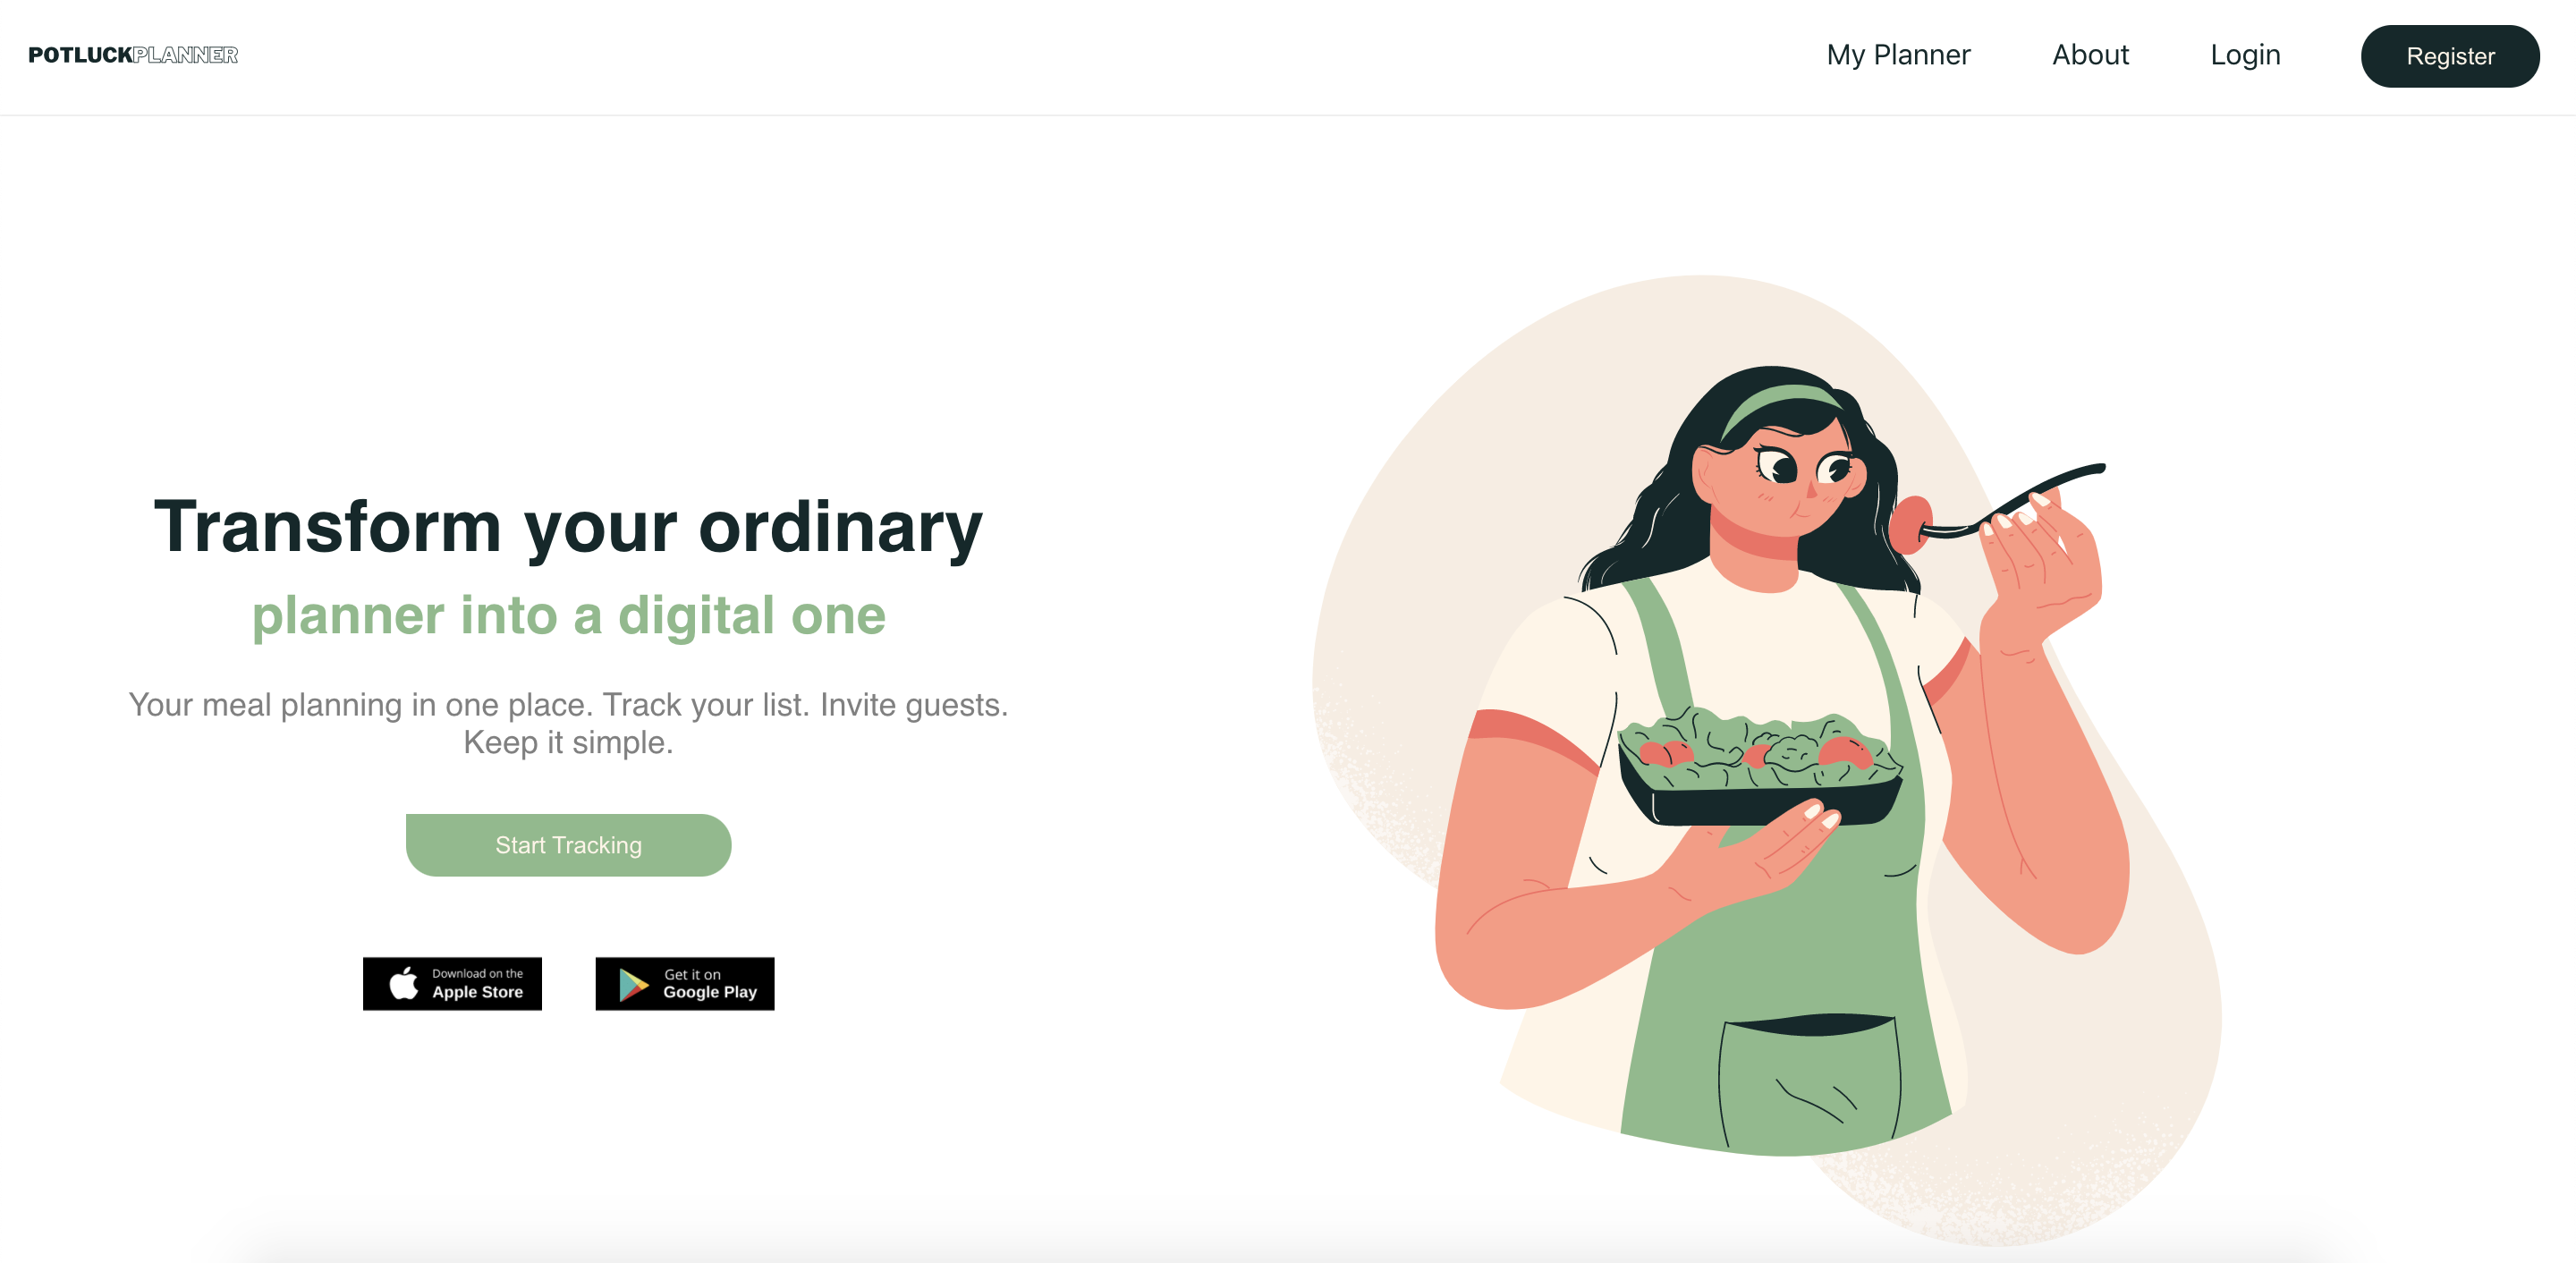 POTLUCKPLANNER
My Planner
About
Login
Register
Transform your ordinary
planner into a digital one
Your meal planning in one place. Track your list. Invite guests.
Keep it simple.
Start Tracking
Download on the
Apple Store
Get it on
Google Play